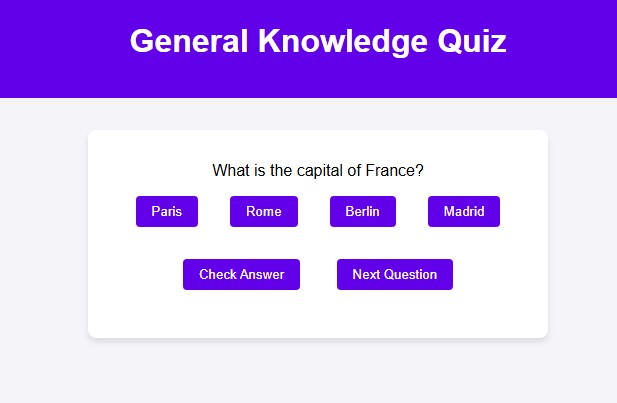 General Knowledge Quiz
What is the capital of France?
Paris Rome Berlin Madrid
Check Answer Next Question